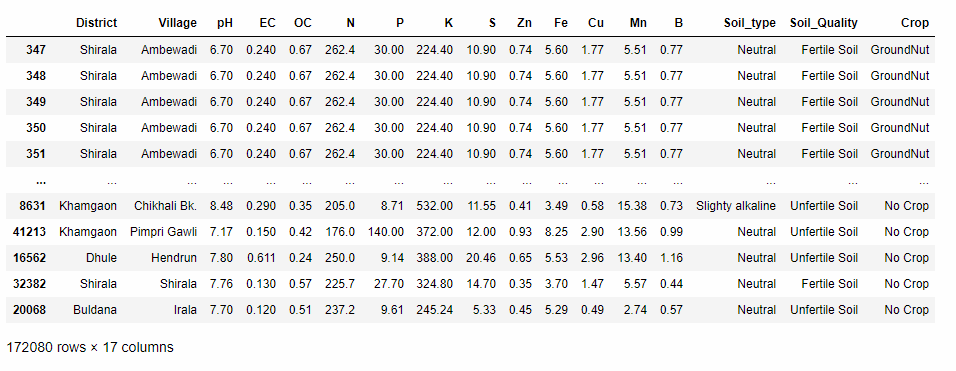 District Village pH EC OC N P K S Zn Fe Cu Mn B Soil_type Soil_Quality Crop
347 Shirala Ambewadi 6.70 0.240 0.67 262.4 30.00 224.40 10.90 0.74 5.60 1.77 5.51 0.77 Neutral Fertile Soil GroundNut
348 Shirala Ambewadi 6.70 0.240 0.67 262.4 30.00 224.40 10.90 0.74 5.60 1.77 5.51 0.77 Neutral Fertile Soil GroundNut
349 Shirala Ambewadi 6.70 0.240 0.67 262.4 30.00 224.40 10.90 0.74 5.60 1.77 5.51 0.77 Neutral Fertile Soil GroundNut
350 Shirala Ambewadi 6.70 0.240 0.67 262.4 30.00 224.40 10.90 0.74 5.60 1.77 5.51 0.77 Neutral Fertile Soil GroundNut
351 Shirala Ambewadi 6.70 0.240 0.67 262.4 30.00 224.40 10.90 0.74 5.60 1.77 5.51 0.77 Neutral Fertile Soil GroundNut
... ... ... ... ... ... ... ... ... ... ... ... ... ... ... ... ... ...
8631 Khamgaon Chikhali Bk. 8.48 0.290 0.35 205.0 8.71 532.00 11.55 0.41 3.49 0.58 15.38 0.73 Slighty alkaline Unfertile Soil No Crop
41213 Khamgaon Pimpri Gawli 7.17 0.150 0.42 176.0 140.00 372.00 12.00 0.93 8.25 2.90 13.56 0.99 Neutral Unfertile Soil No Crop
16562 Dhule Hendrun 7.80 0.611 0.24 250.0 9.14 388.00 20.46 0.65 5.53 2.96 13.40 1.16 Neutral Unfertile Soil No Crop
32382 Shirala Shirala 7.76 0.130 0.57 225.7 27.70 324.80 14.70 0.35 3.70 1.47 5.57 0.44 Neutral Fertile Soil No Crop
20068 Buldana Irala 7.70 0.120 0.51 237.2 9.61 245.24 5.33 0.45 5.29 0.49 2.74 0.57 Neutral Unfertile Soil No Crop
172080 rows × 17 columns